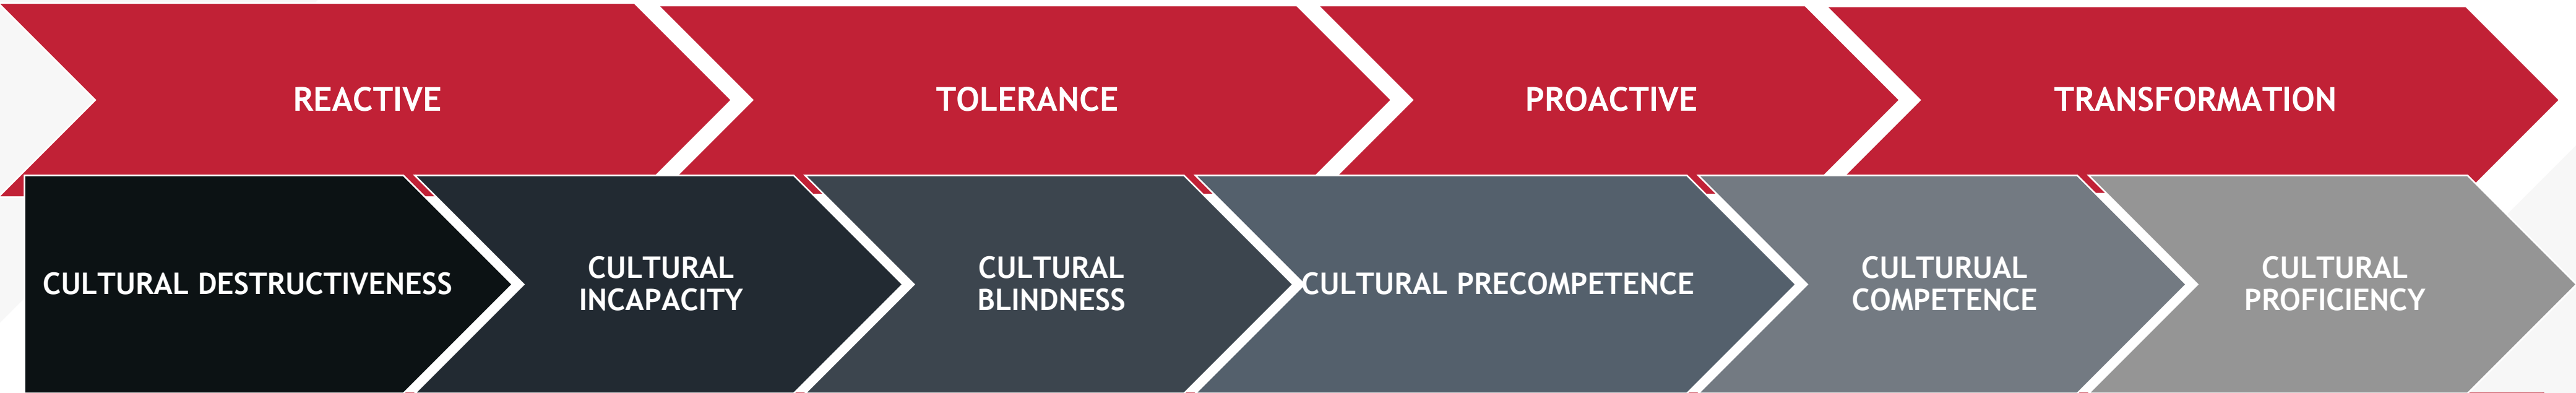 REACTIVE
TOLERANCE
PROACTIVE
TRANSFORMATION
CULTURAL DESTRUCTIVENESS
CULTURAL
INCAPACITY
CULTURAL
BLINDNESS
CULTURAL PRECOMPETENCE
CULTURUAL
COMPETENCE
CULTURAL
PROFICIENCY